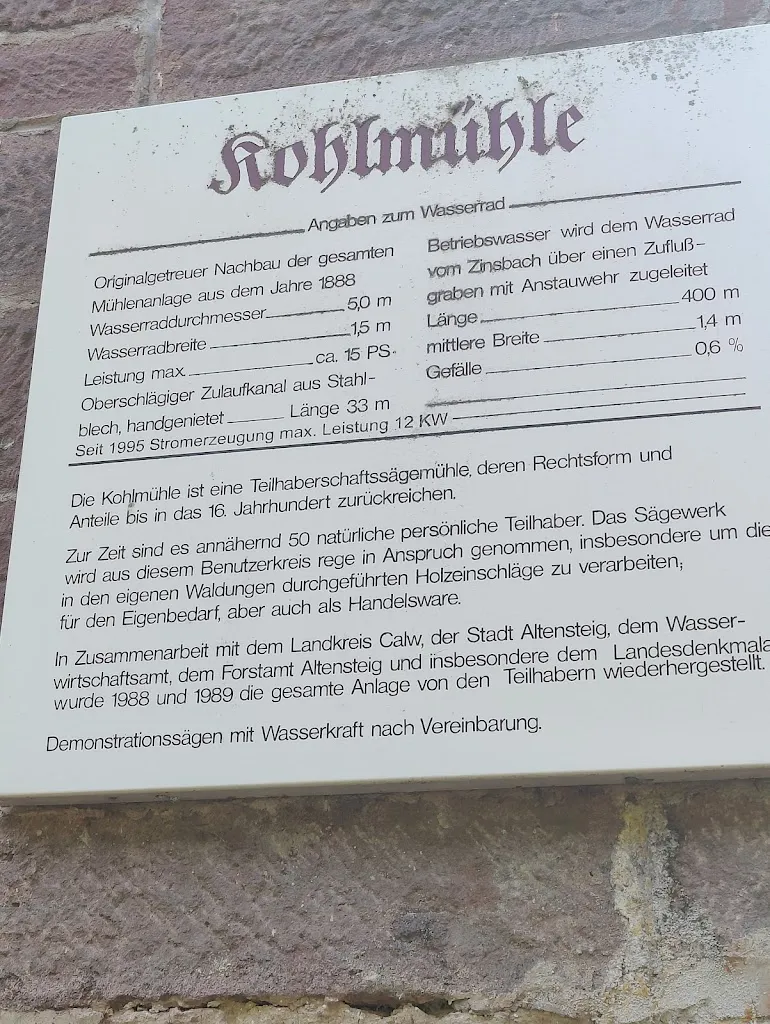 Kohlmühle
Angaben zum Wasserrad
Originalgetreuer Nachbau der gesamten
Mühlenanlage aus dem Jahre 1888
Wasserraddurchmesser 5,0 m
Wasserradbreite 1,5 m
Leistung max. ca. 15 PS.
Oberschlägiger Zulaufkanal aus Stahl-
blech, handgenietet Länge 33 m
Betriebswasser wird dem Wasserrad
vom Zinsbach über einen Zufluß-
graben mit Anstauwehr zugeleitet
Länge 400 m
mittlere Breite 1,4 m
Gefälle 0,6 %
Seit 1995 Stromerzeugung max. Leistung 12 KW
Die Kohlmühle ist eine Teilhaberschaftssägemühle, deren Rechtsform und
Anteile bis in das 16. Jahrhundert zurückreichen.
Zur Zeit sind es annähernd 50 natürliche persönliche Teilhaber. Das Sägewerk
wird aus diesem Benutzerkreis rege in Anspruch genommen, insbesondere um die
in den eigenen Waldungen durchgeführten Holzeinschläge zu verarbeiten;
für den Eigenbedarf, aber auch als Handelsware.
In Zusammenarbeit mit dem Landkreis Calw, der Stadt Altensteig, dem Wasser-
wirtschaftsamt, dem Forstamt Altensteig und insbesondere dem Landesdenkmala
wurde 1988 und 1989 die gesamte Anlage von den Teilhabern wiederhergestellt.
Demonstrationssägen mit Wasserkraft nach Vereinbarung.